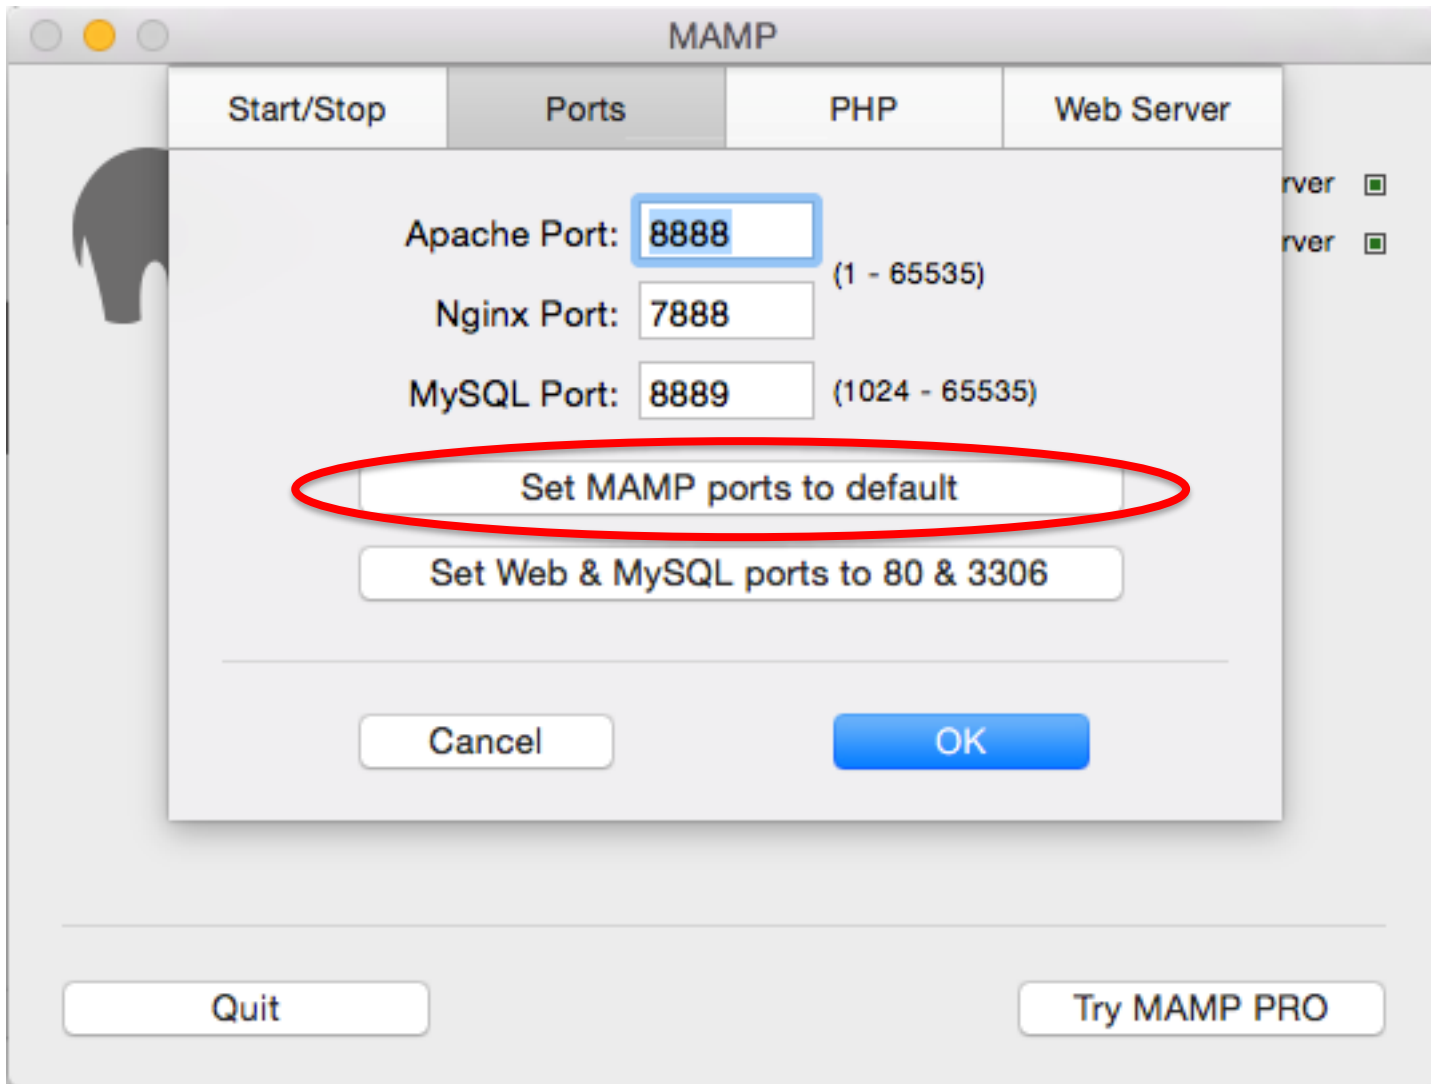 MAMP
Start/Stop Ports PHP Web Server
rver
Apache Port: 8888
rver
(1 - 65535)
Nginx Port: 7888
MySQL Port: 8889 (1024 - 65535)
Set MAMP ports to default
Set Web & MySQL ports to 80 & 3306
Cancel OK
Quit Try MAMP PRO